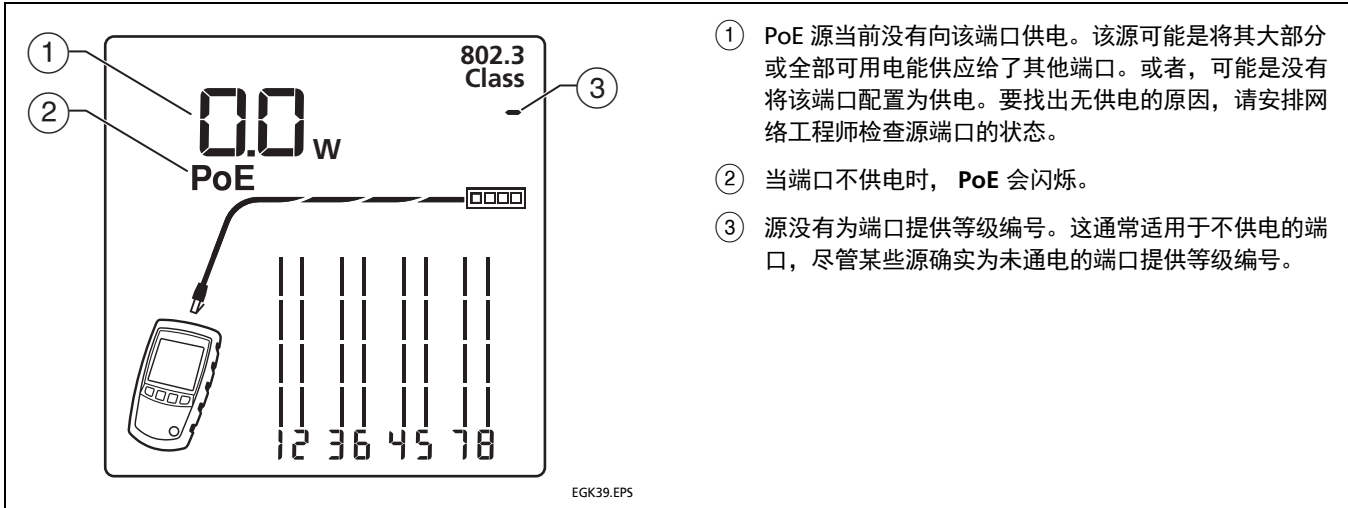 1
802.3
Class
3
2
0.0 W
PoE
12 36 45 78
EGK39.EPS
1 PoE 源当前没有向该端口供电。该源可能是将其大部分
或全部可用电能供应给了其他端口。或者，可能是没有
将该端口配置为供电。要找出无供电的原因，请安排网
络工程师检查源端口的状态。
2 当端口不供电时， PoE 会闪烁。
3 源没有为端口提供等级编号。这通常适用于不供电的端
口，尽管某些源确实为未通电的端口提供等级编号。